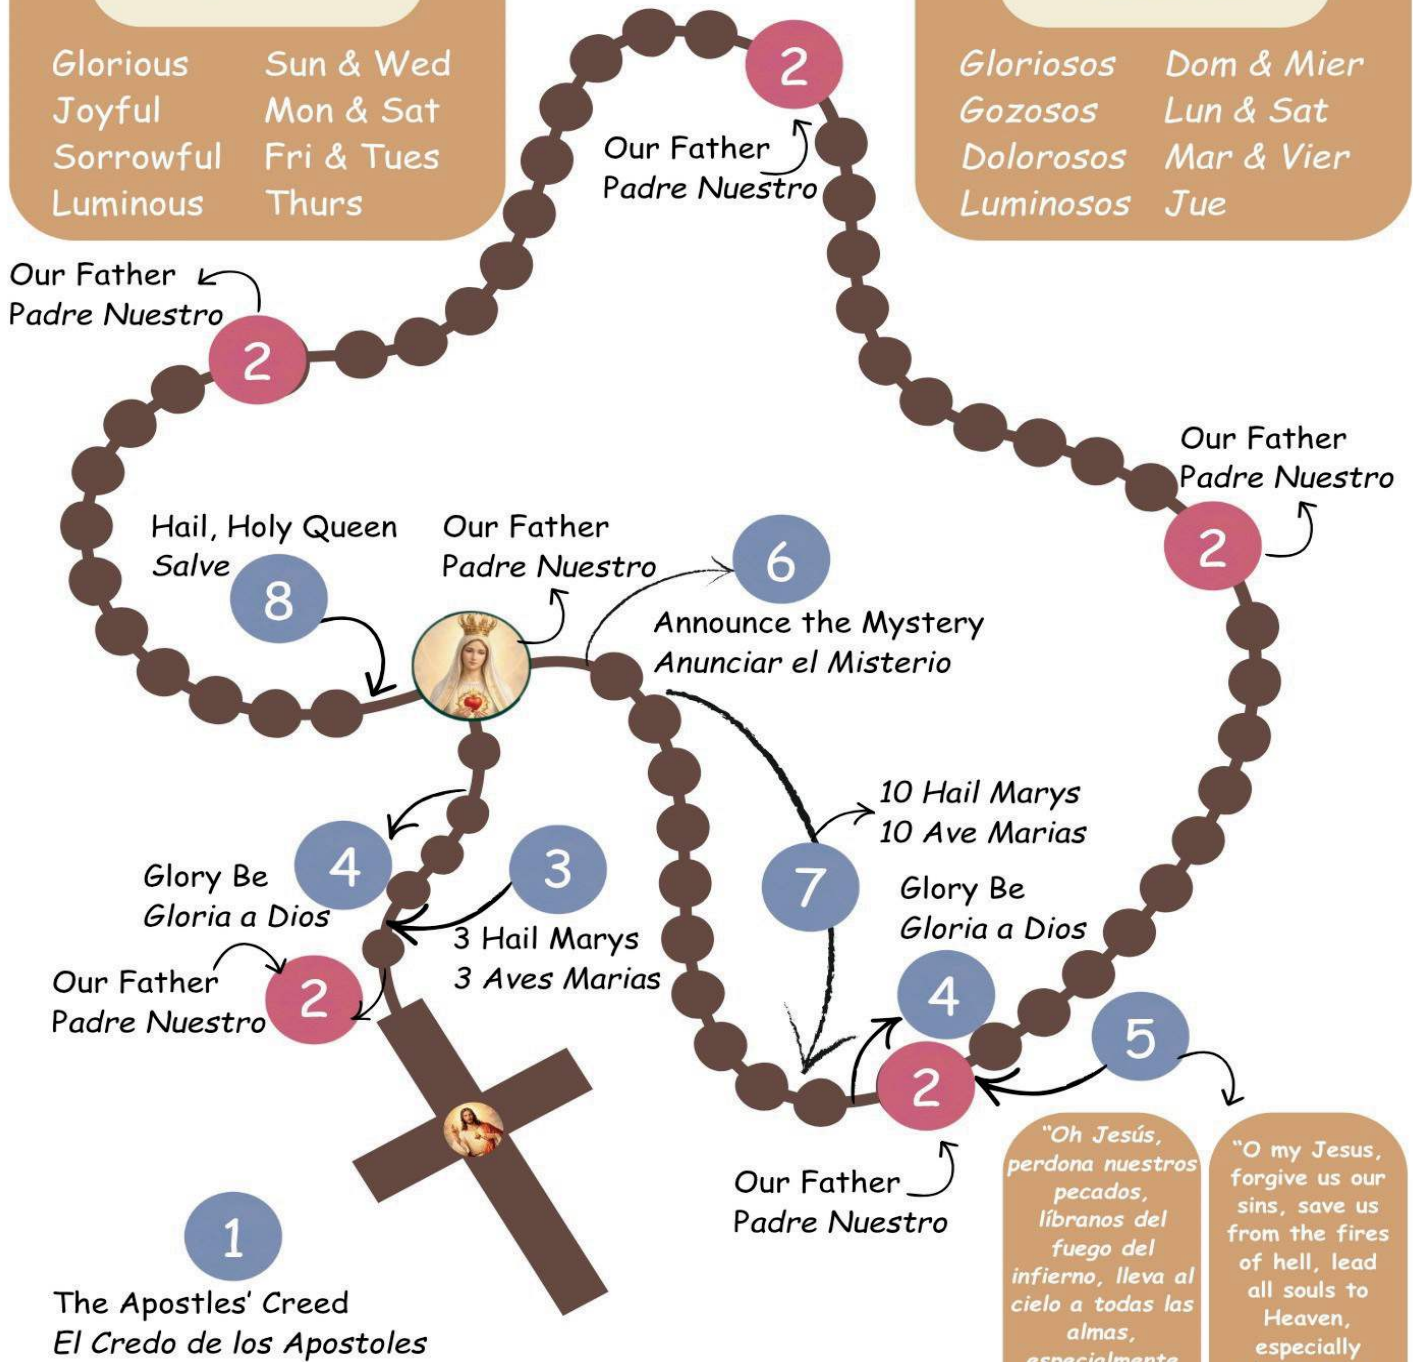 Glorious Sun & Wed
Joyful Mon & Sat
Sorrowful Fri & Tues
Luminous Thurs
Gloriosos Dom & Mier
Gozosos Lun & Sat
Dolorosos Mar & Vier
Luminosos Jue
2
Our Father
Padre Nuestro
Our Father
Padre Nuestro
2
Our Father
Padre Nuestro
2
Hail, Holy Queen
Salve
8
Our Father
Padre Nuestro
6
Announce the Mystery
Anunciar el Misterio
10 Hail Marys
10 Ave Marias
7
Glory Be
Gloria a Dios
4
3
3 Hail Marys
3 Aves Marias
Our Father
Padre Nuestro
2
Glory Be
Gloria a Dios
4
5
2
Our Father
Padre Nuestro
1
The Apostles' Creed
El Credo de los Apostoles
"Oh Jesús,
perdona nuestros
pecados,
líbranos del
fuego del
infierno, lleva al
cielo a todas las
almas,
especialmente
"O my Jesus,
forgive us our
sins, save us
from the fires
of hell, lead
all souls to
Heaven,
especially